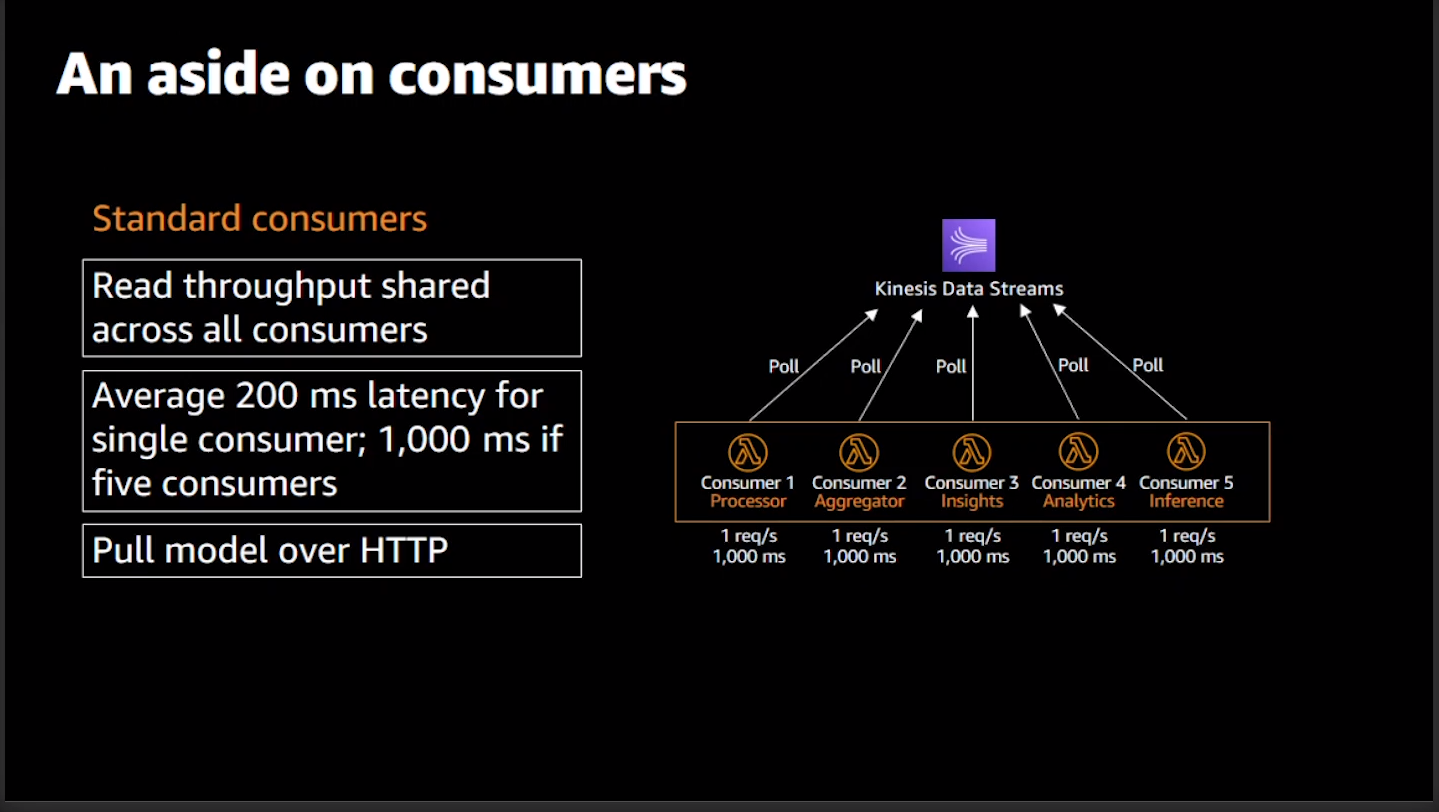 An aside on consumers
Standard consumers
Read throughput shared
across all consumers
Average 200 ms latency for
single consumer; 1,000 ms if
five consumers
Pull model over HTTP
Kinesis Data Streams
Poll Poll Poll Poll Poll
Consumer 1 Consumer 2 Consumer 3 Consumer 4 Consumer 5
Processor Aggregator Insights Analytics Inference
1 req/s 1 req/s 1 req/s 1 req/s 1 req/s
1,000 ms 1,000 ms 1,000 ms 1,000 ms 1,000 ms